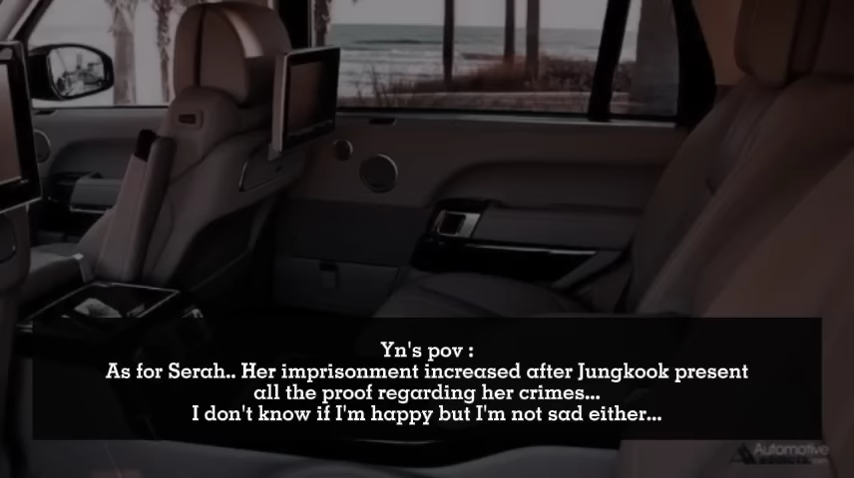 Yn's pov :
As for Serah.. Her imprisonment increased after Jungkook present
all the proof regarding her crimes...
I don't know if I'm happy but I'm not sad either...
Automotive